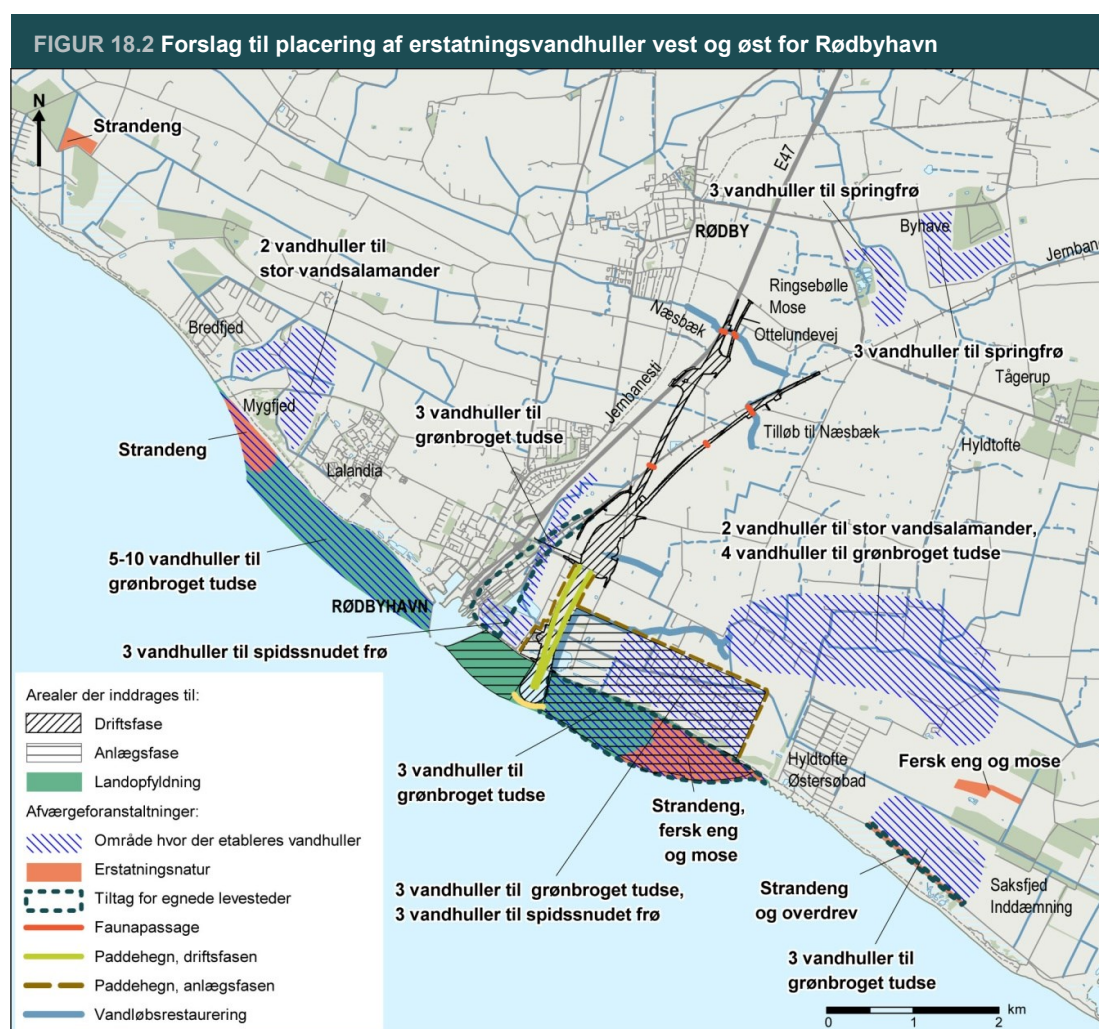 FIGUR 18.2 Forslag til placering af erstatningsvandhuller vest og øst for Rødbyhavn
N
Strandeng
E47
3 vandhuller til springfrø
RØDBY
Byhave
2 vandhuller til
stor vandsalamander
Jernban
Ringsebølle
Mose
Næsbæk
Bredfjed
Ottelundevej
3 vandhuller til springfrø
Jernbanesti
Tågerup
Mygfjed
3 vandhuller til
grønbroget tudse
Tilløb til Næsbæk
Hyldtofte
Strandeng
Lalandia
2 vandhuller til stor vandsalamander,
4 vandhuller til grønbroget tudse
5-10 vandhuller til
grønbroget tudse
RØDBYHAVN
3 vandhuller til spidssnudet frø
Hyldtofte
Østersøbad
Fersk eng og mose
3 vandhuller til
grønbroget tudse
Strandeng,
fersk eng
og mose
3 vandhuller til grønbroget tudse,
3 vandhuller til spidssnudet frø
Strandeng
og overdrev
Saksfjed
Inddæmning
3 vandhuller til
grønbroget tudse
Arealer der inddrages til:
Driftsfase
Anlægsfase
Landopfyldning
Afværgeforanstaltninger:
Område hvor der etableres vandhuller
Erstatningsnatur
Tiltag for egnede levesteder
Faunapassage
Paddehegn, driftsfasen
Paddehegn, anlægsfasen
Vandløbsrestaurering
km
0 1 2